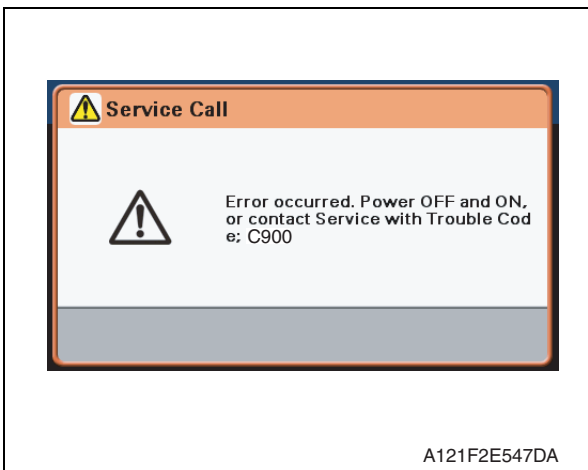 Service Call
Error occurred. Power OFF and ON,
or contact Service with Trouble Cod
e; C900
A121F2E547DA